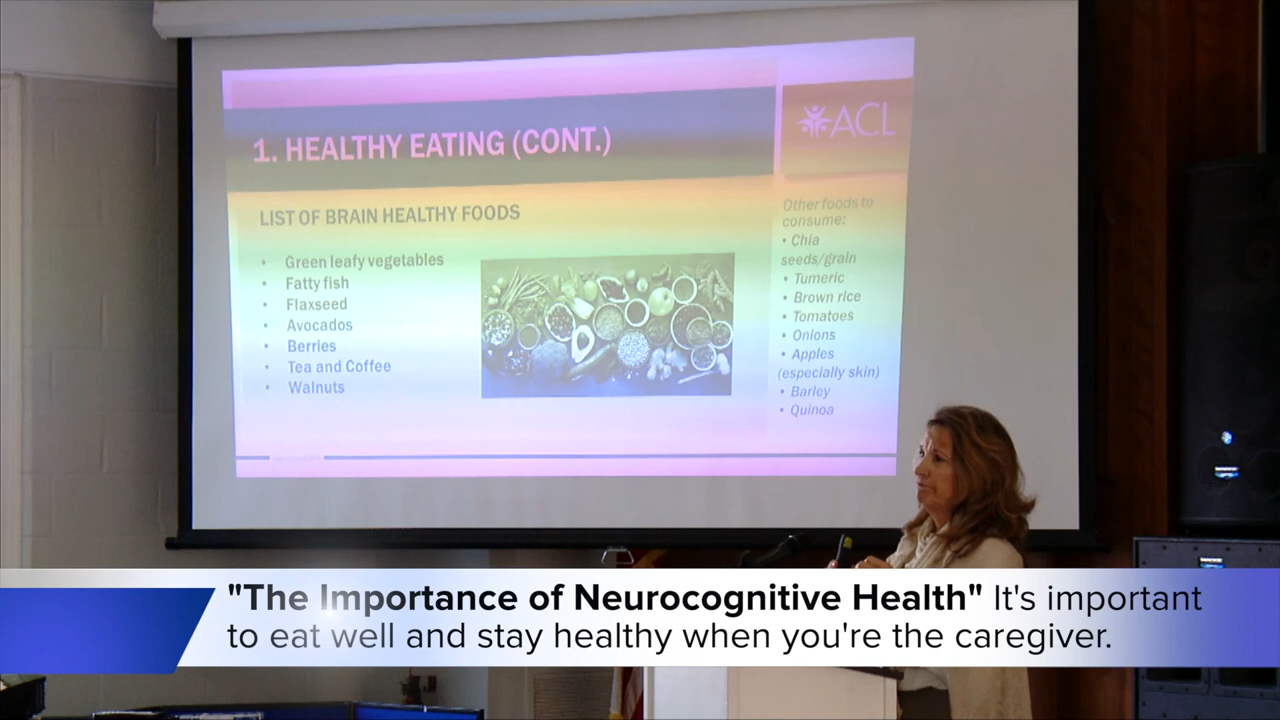 1. HEALTHY EATING (CONT.)
ACL
LIST OF BRAIN HEALTHY FOODS
• Green leafy vegetables
• Fatty fish
• Flaxseed
• Avocados
• Berries
• Tea and Coffee
• Walnuts
Other foods to
consume:
• Chia
seeds/grain
• Tumeric
• Brown rice
• Tomatoes
• Onions
• Apples
(especially skin)
• Barley
• Quinoa
"The Importance of Neurocognitive Health" It's important
to eat well and stay healthy when you're the caregiver.